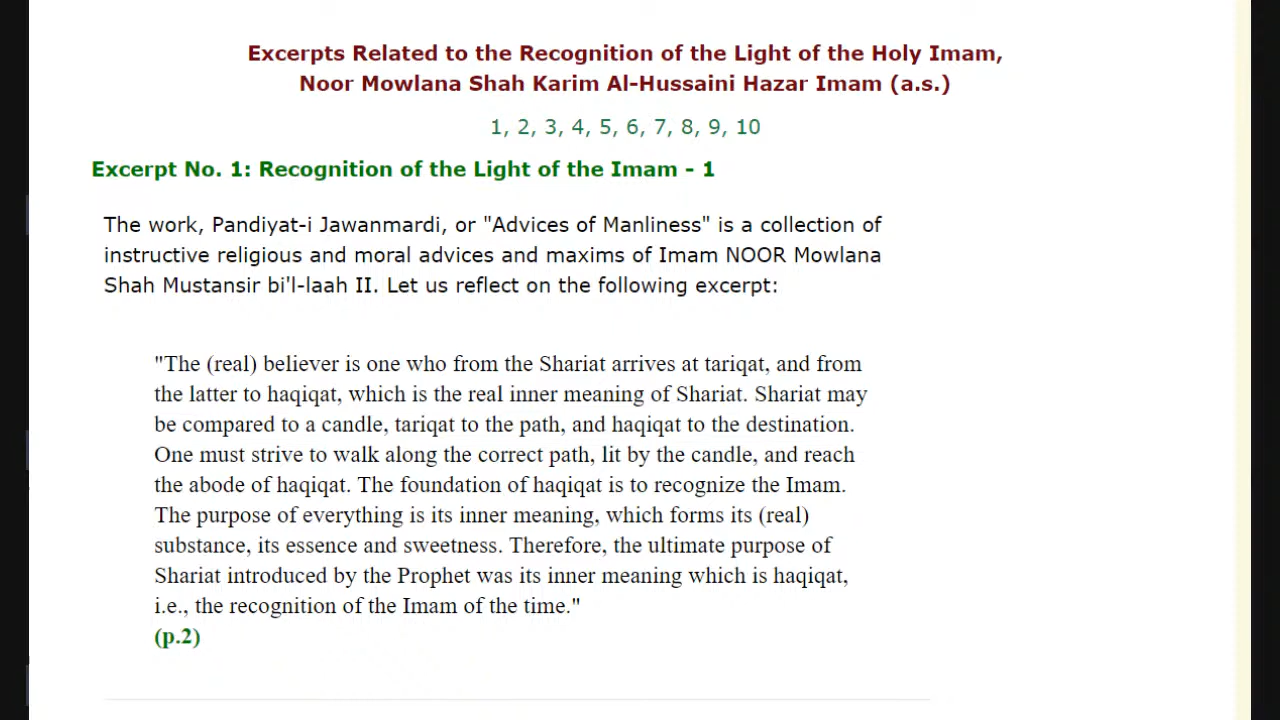 Excerpts Related to the Recognition of the Light of the Holy Imam,
Noor Mowlana Shah Karim Al-Hussaini Hazar Imam (a.s.)
1, 2, 3, 4, 5, 6, 7, 8, 9, 10
Excerpt No. 1: Recognition of the Light of the Imam - 1
The work, Pandiyat-i Jawanmardi, or "Advices of Manliness" is a collection of
instructive religious and moral advices and maxims of Imam NOOR Mowlana
Shah Mustansir bi'l-laah II. Let us reflect on the following excerpt:
"The (real) believer is one who from the Shariat arrives at tariqat, and from
the latter to haqiqat, which is the real inner meaning of Shariat. Shariat may
be compared to a candle, tariqat to the path, and haqiqat to the destination.
One must strive to walk along the correct path, lit by the candle, and reach
the abode of haqiqat. The foundation of haqiqat is to recognize the Imam.
The purpose of everything is its inner meaning, which forms its (real)
substance, its essence and sweetness. Therefore, the ultimate purpose of
Shariat introduced by the Prophet was its inner meaning which is haqiqat,
i.e., the recognition of the Imam of the time."
(p.2)